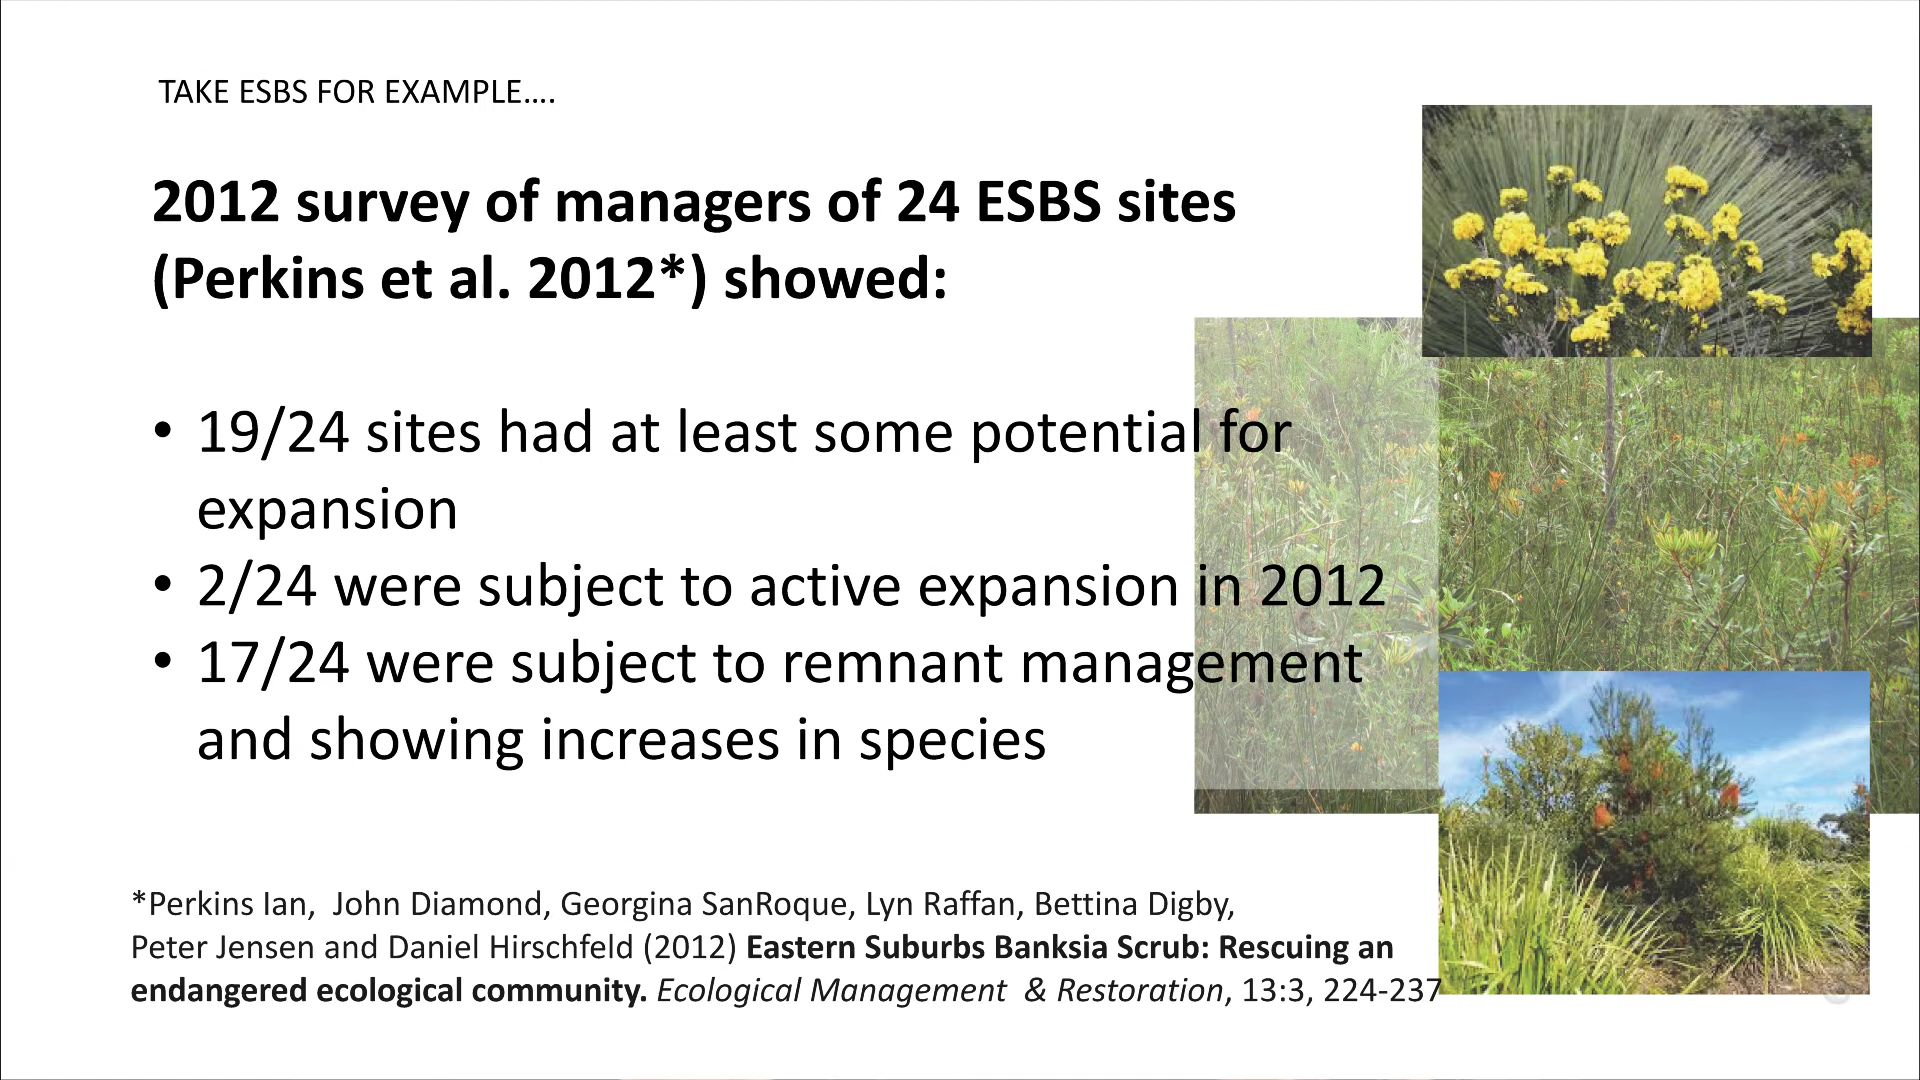 TAKE ESBS FOR EXAMPLE....
2012 survey of managers of 24 ESBS sites
(Perkins et al. 2012*) showed:
• 19/24 sites had at least some potential for
expansion
• 2/24 were subject to active expansion in 2012
• 17/24 were subject to remnant management
and showing increases in species
*Perkins Ian,  John Diamond, Georgina SanRoque, Lyn Raffan, Bettina Digby,
Peter Jensen and Daniel Hirschfeld (2012) Eastern Suburbs Banksia Scrub: Rescuing an
endangered ecological community. Ecological Management  & Restoration, 13:3, 224-237